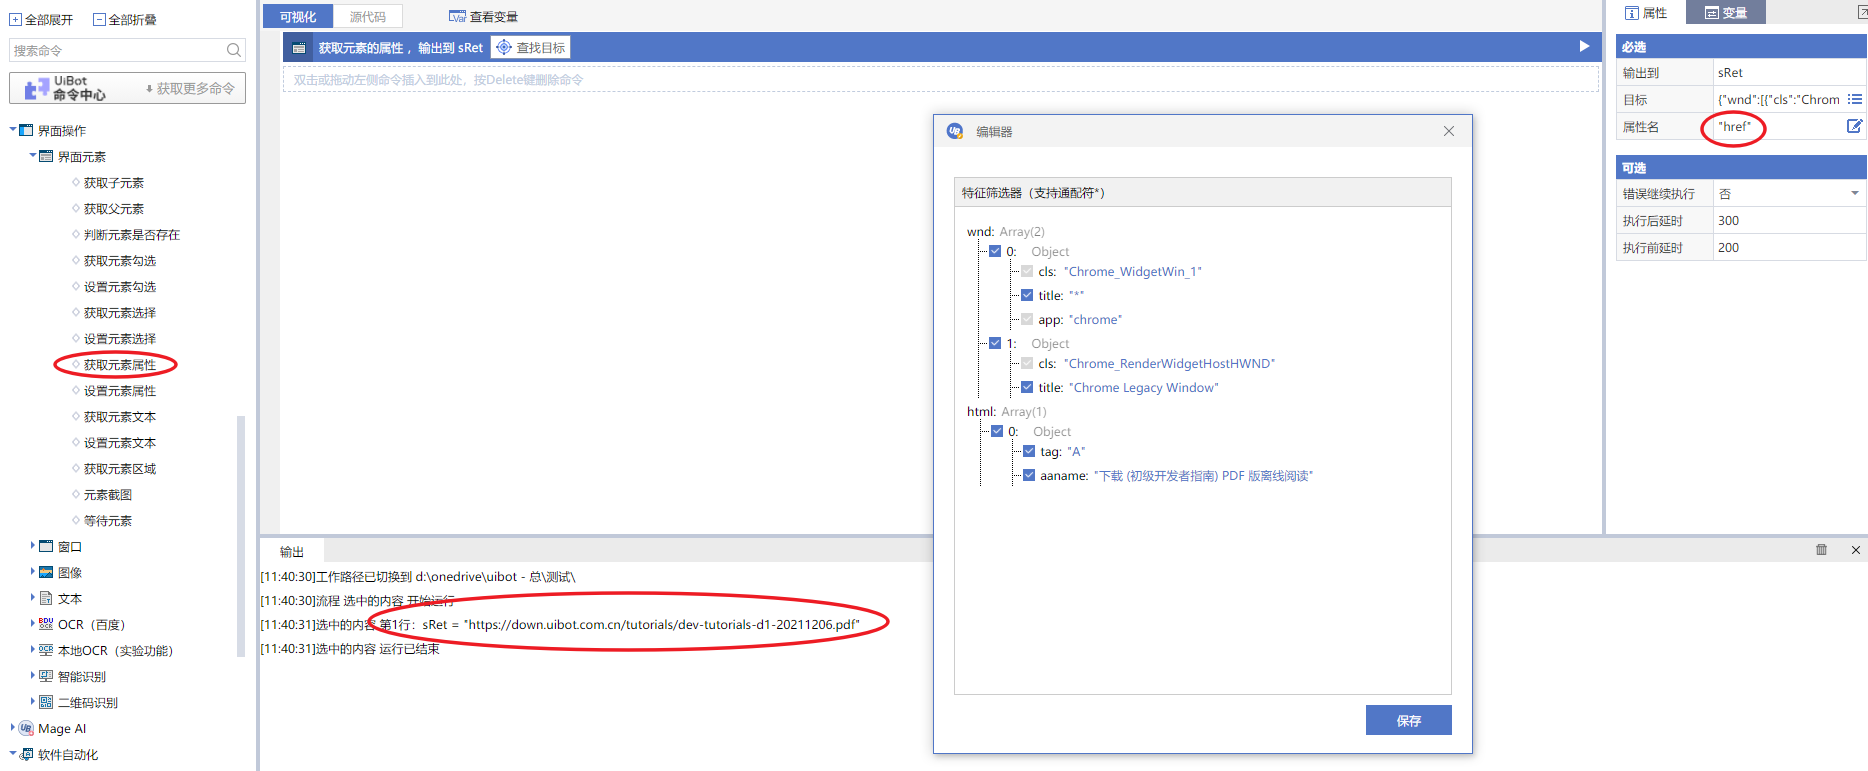 全部展开 全部折叠
搜索命令
UiBot
命令中心 获取更多命令
界面操作
界面元素
获取子元素
获取父元素
判断元素是否存在
获取元素勾选
设置元素勾选
获取元素选择
设置元素选择
获取元素属性
设置元素属性
获取元素文本
设置元素文本
获取元素区域
元素截图
等待元素
窗口
图像
文本
BDU
OCR
OCR（百度）
本地OCR（实验功能）
智能识别
二维码识别
Mage AI
软件自动化
可视化 源代码 查看变量
获取元素的属性 ，输出到 sRet 查找目标
双击或拖动左侧命令插入到此处，按Delete键删除命令
编辑器
特征筛选器（支持通配符*）
wnd: Array(2)
0: Object
cls: "Chrome_WidgetWin_1"
title: "*"
app: "chrome"
1: Object
cls: "Chrome_RenderWidgetHostHWND"
title: "Chrome Legacy Window"
html: Array(1)
0: Object
tag: "A"
aaname: "下载 (初级开发者指南) PDF 版离线阅读"
保存
输出
[11:40:30]工作路径已切换到 d:\onedrive\uibot - 总\测试\
[11:40:30]流程 选中的内容 开始运行
[11:40:31]选中的内容 第1行：sRet = "https://down.uibot.com.cn/tutorials/dev-tutorials-d1-20211206.pdf"
[11:40:31]选中的内容 运行已结束
属性 变量
必选
输出到 sRet
目标 {"wnd":[{"cls":"Chrom
属性名 "href"
可选
错误继续执行 否
执行后延时 300
执行前延时 200